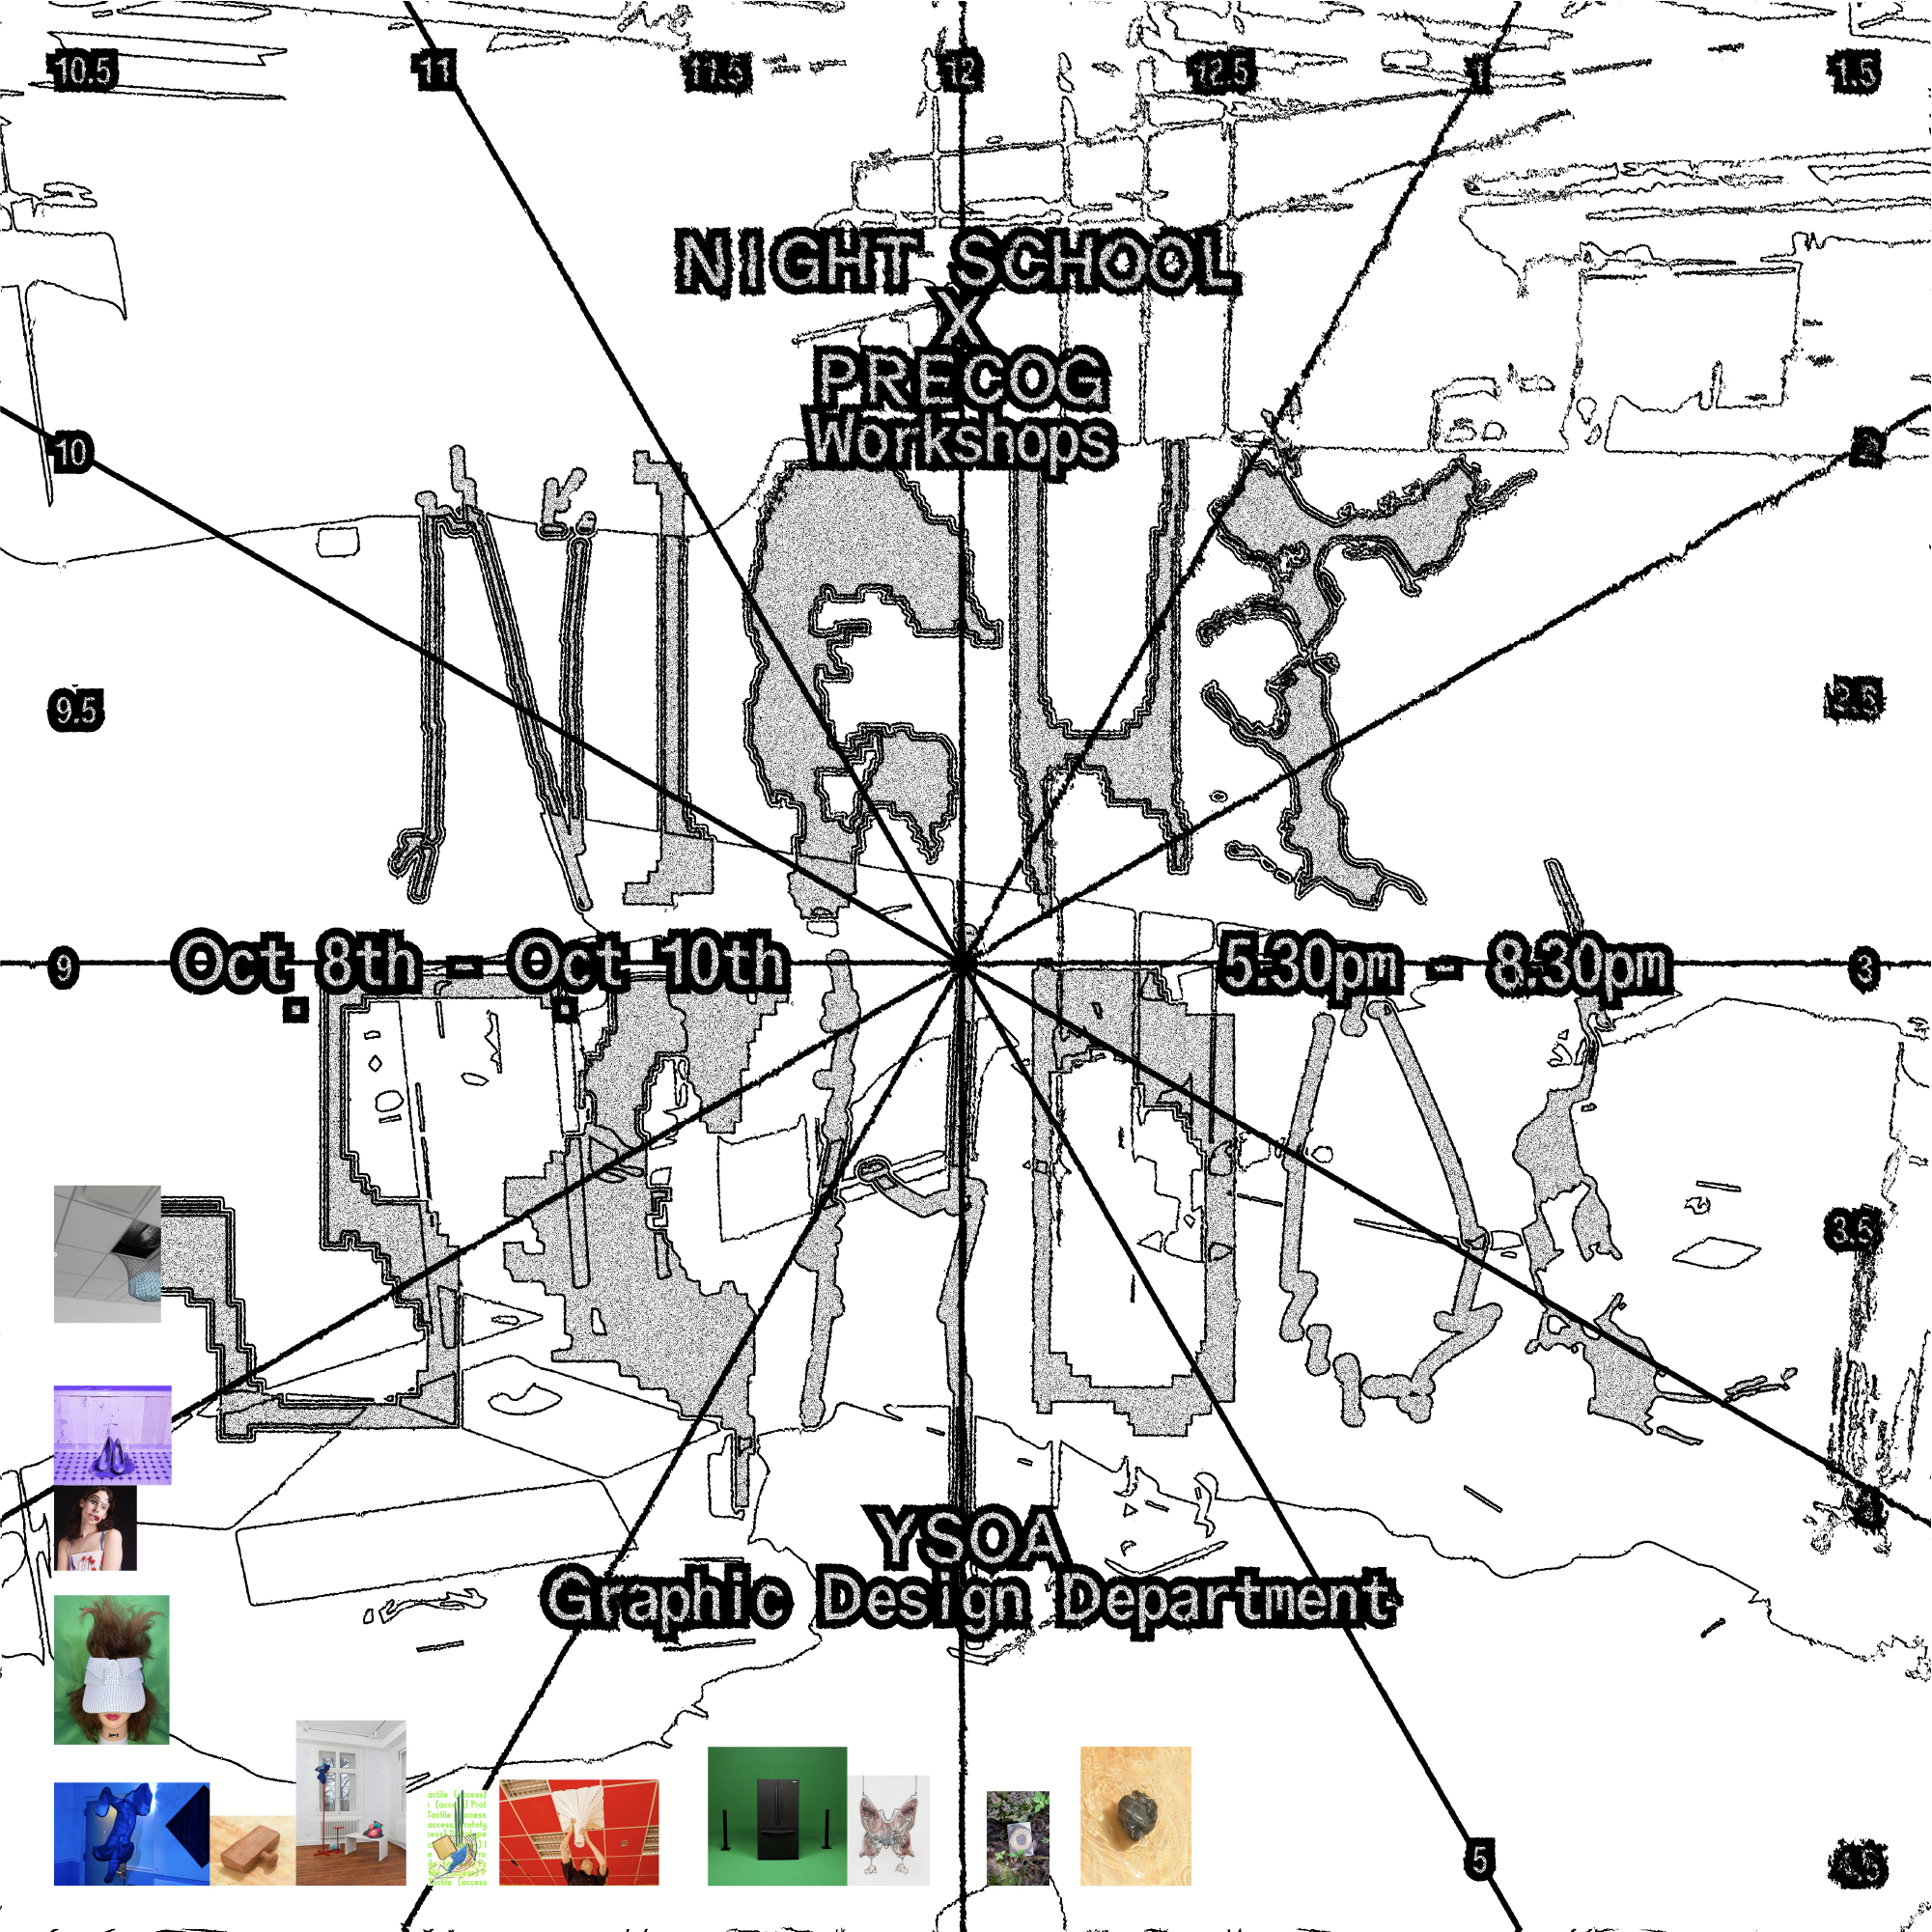 10.5 11 11.5 12 12.5 1 1.5
NIGHT SCHOOL
X
PRECOG
Workshops
10 2
NIGHT
9.5 2.5
9 Oct. 8th - Oct. 10th 5.30pm - 8.30pm 3
3.5
4
YSOA
Graphic Design Department
5 4.5